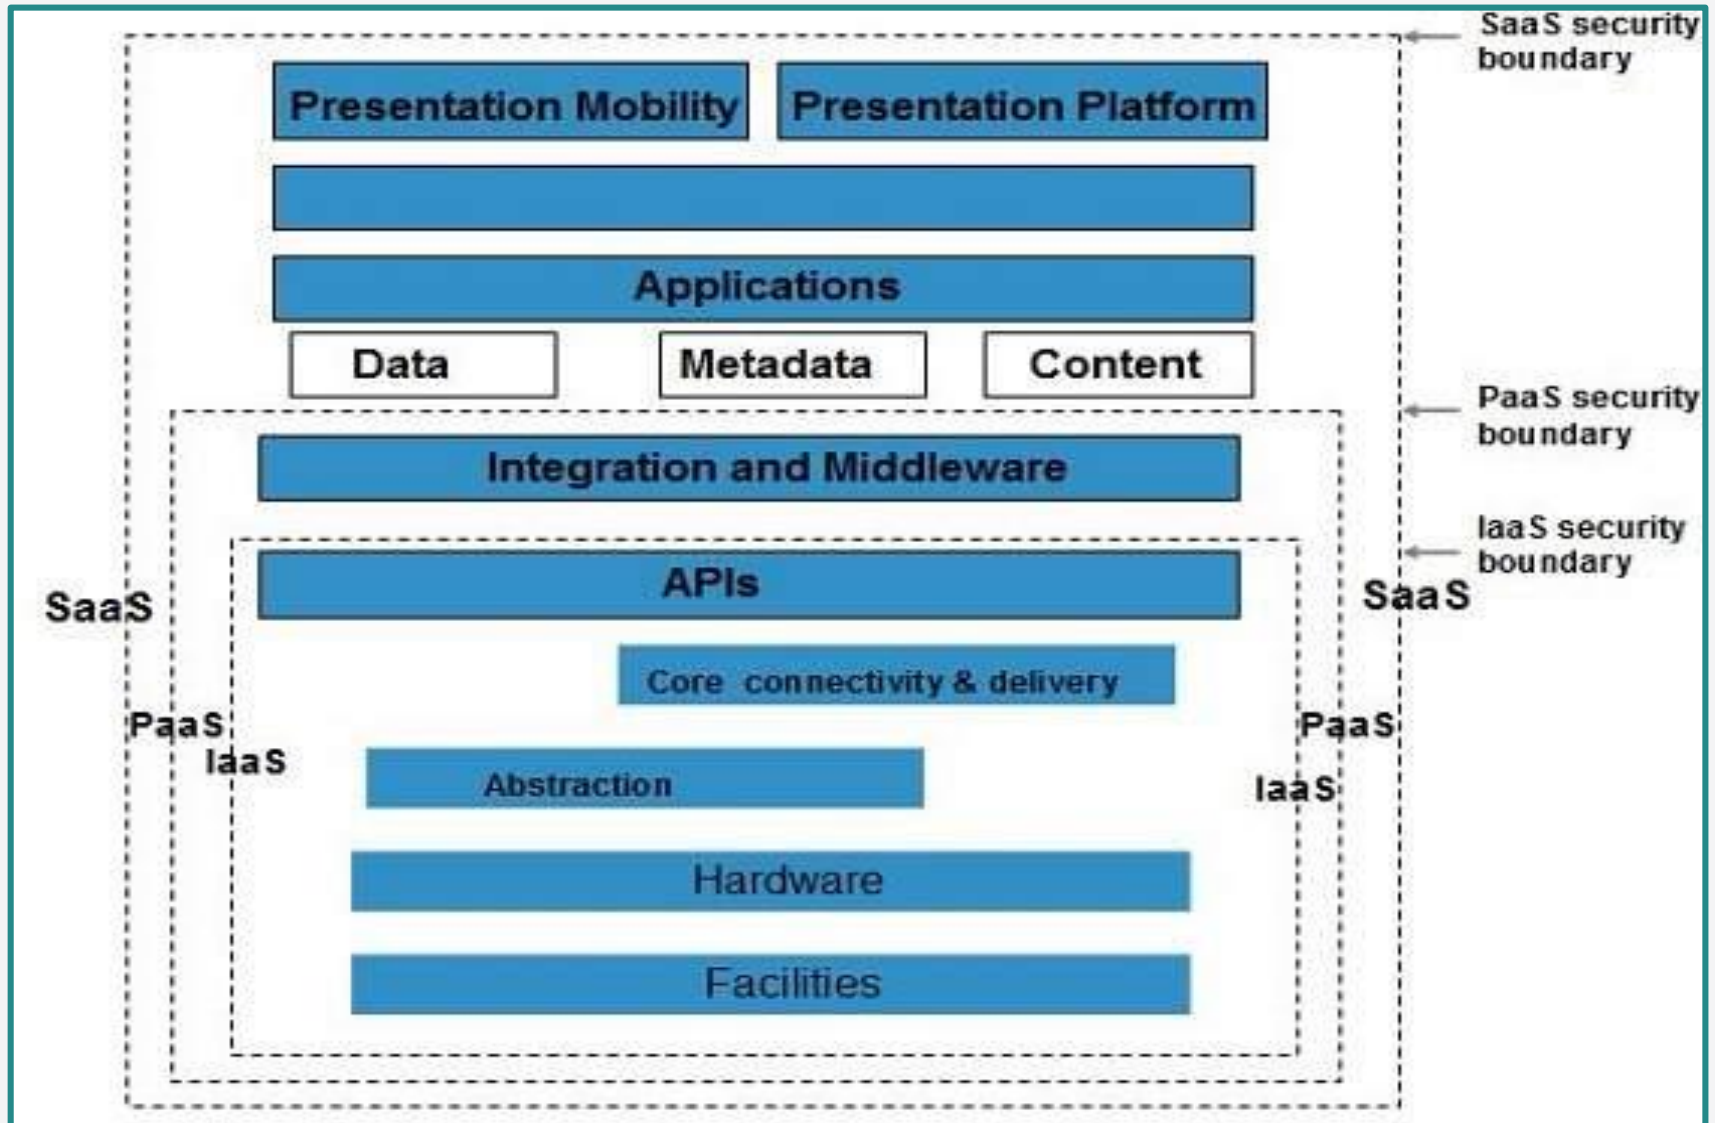 SaaS security
boundary
Presentation Mobility
Presentation Platform
Applications
Data
Metadata
Content
PaaS security
boundary
Integration and Middleware
IaaS security
boundary
APIs
SaaS
SaaS
Core connectivity & delivery
PaaS
PaaS
IaaS
Abstraction
IaaS
Hardware
Facilities